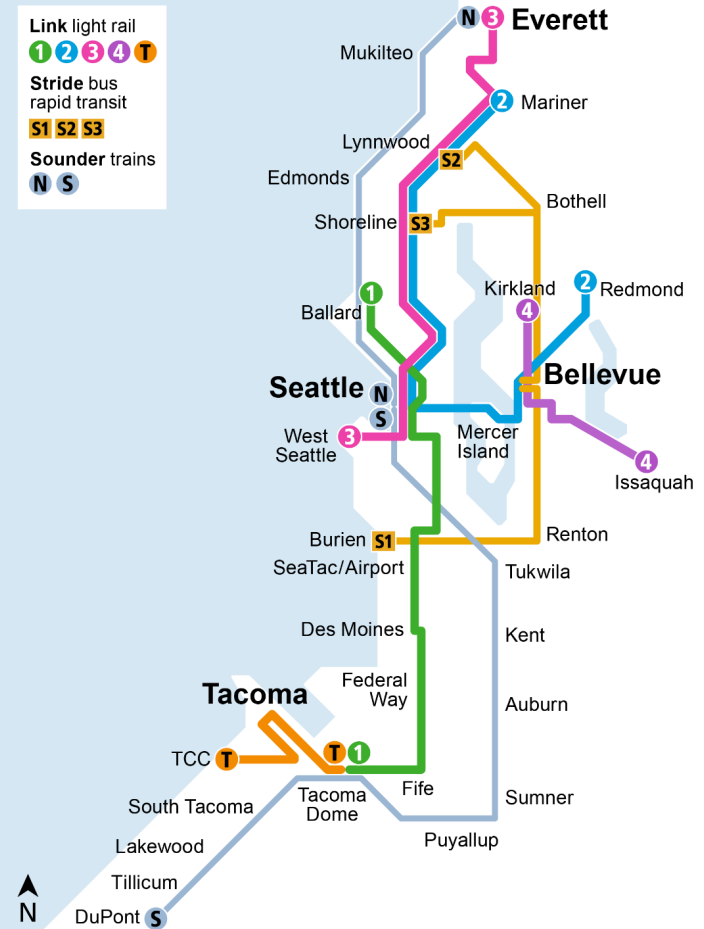 Link light rail
1 2 3 4 T
Stride bus
rapid transit
S1 S2 S3
Sounder trains
N S
N 3 Everett
Mukilteo
2 Mariner
Lynnwood
S2
Edmonds
Bothell
Shoreline S3
Kirkland
4
2 Redmond
1
Ballard
Bellevue
Seattle N
S
West
Seattle
3
Mercer
Island
4
Issaquah
Burien S1
Renton
SeaTac/Airport
Tukwila
Des Moines
Kent
Federal
Way
Tacoma
Auburn
TCC T
T 1
Tacoma
Dome
Fife
Sumner
South Tacoma
Puyallup
Lakewood
Tillicum
DuPont S
N